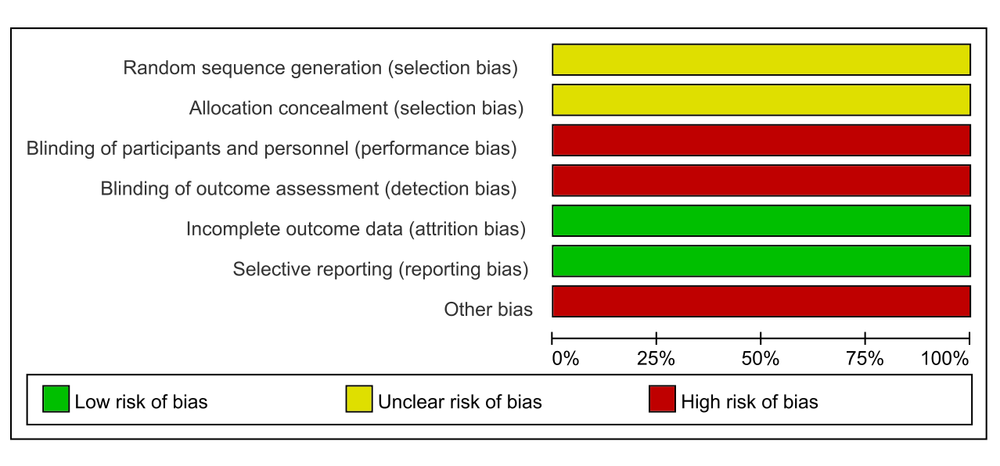 Random sequence generation (selection bias)
Allocation concealment (selection bias)
Blinding of participants and personnel (performance bias)
Blinding of outcome assessment (detection bias)
Incomplete outcome data (attrition bias)
Selective reporting (reporting bias)
Other bias
0% 25% 50% 75% 100%
Low risk of bias Unclear risk of bias High risk of bias